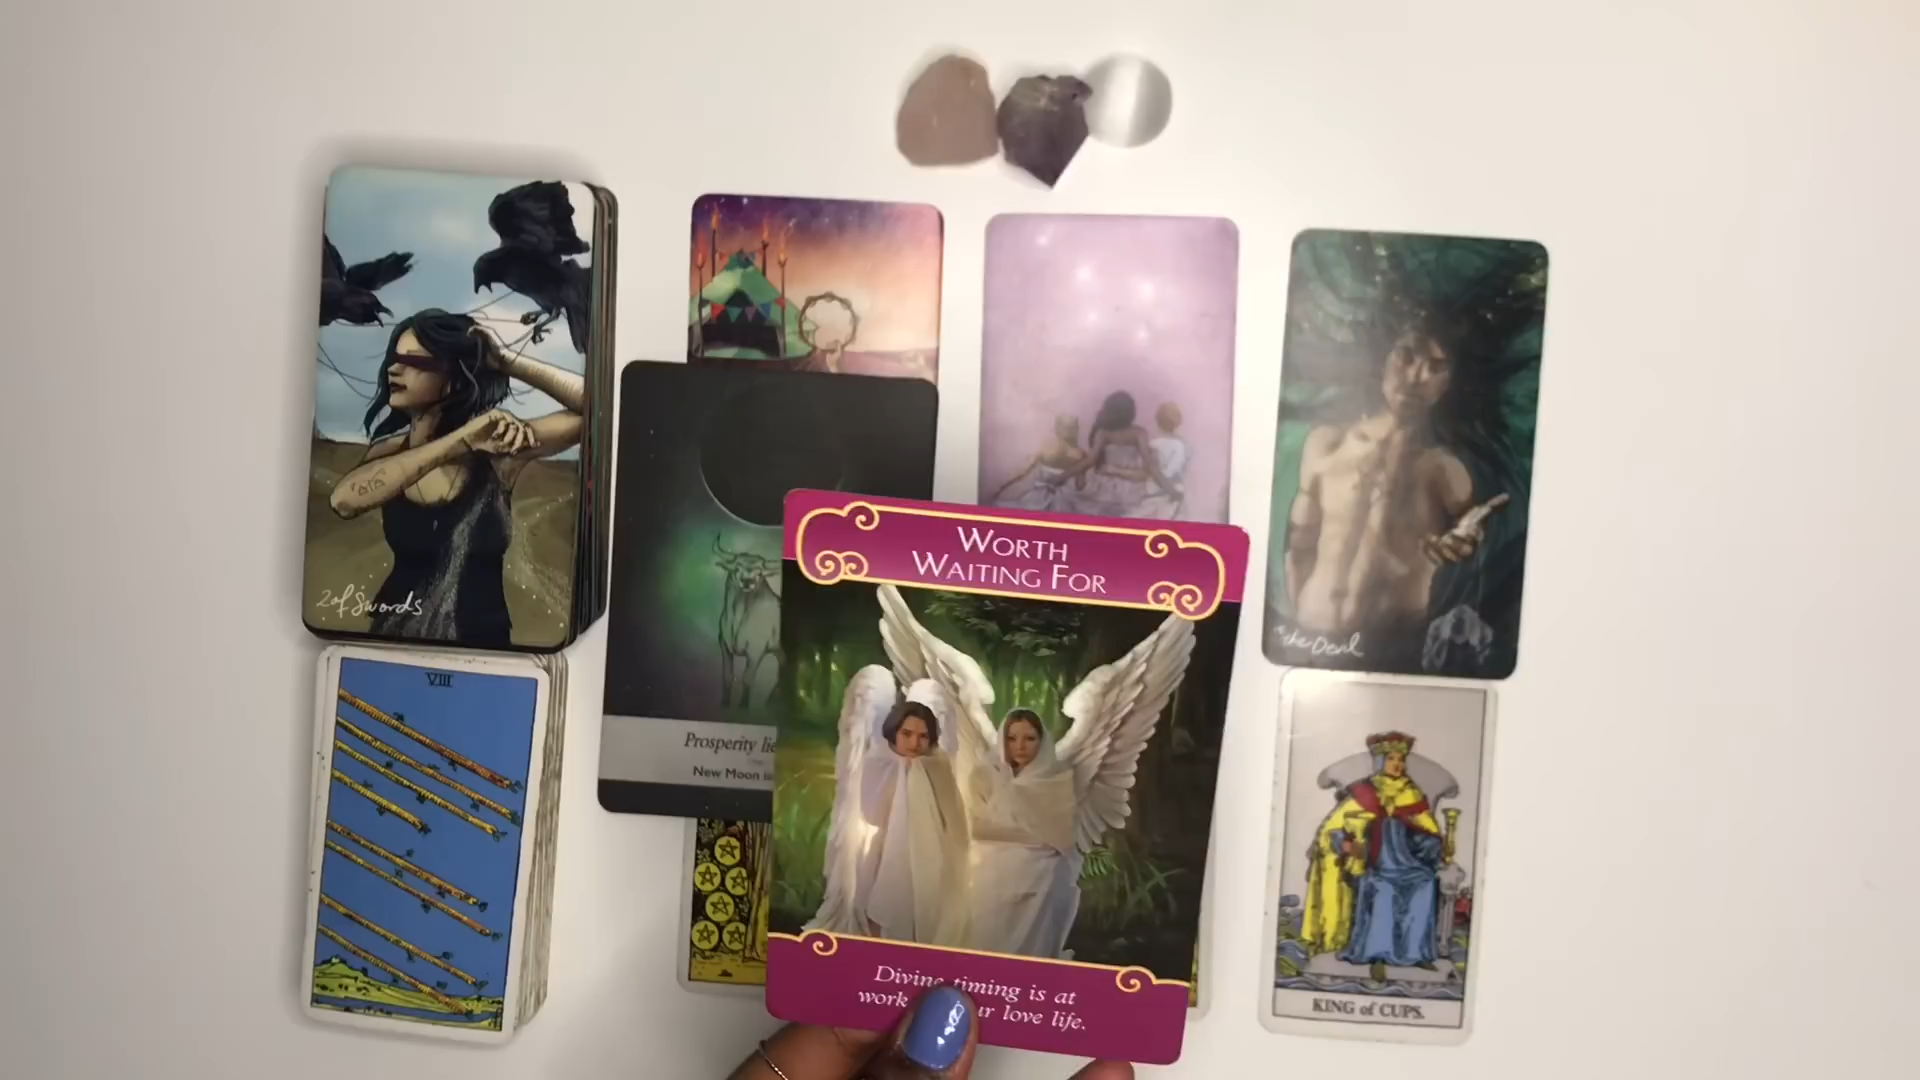 2 of Swords
VIII
Prosperity
New Moon
WORTH
WAITING FOR
Divine timing is at
work
love life.
the Devil
KING of CUPS.